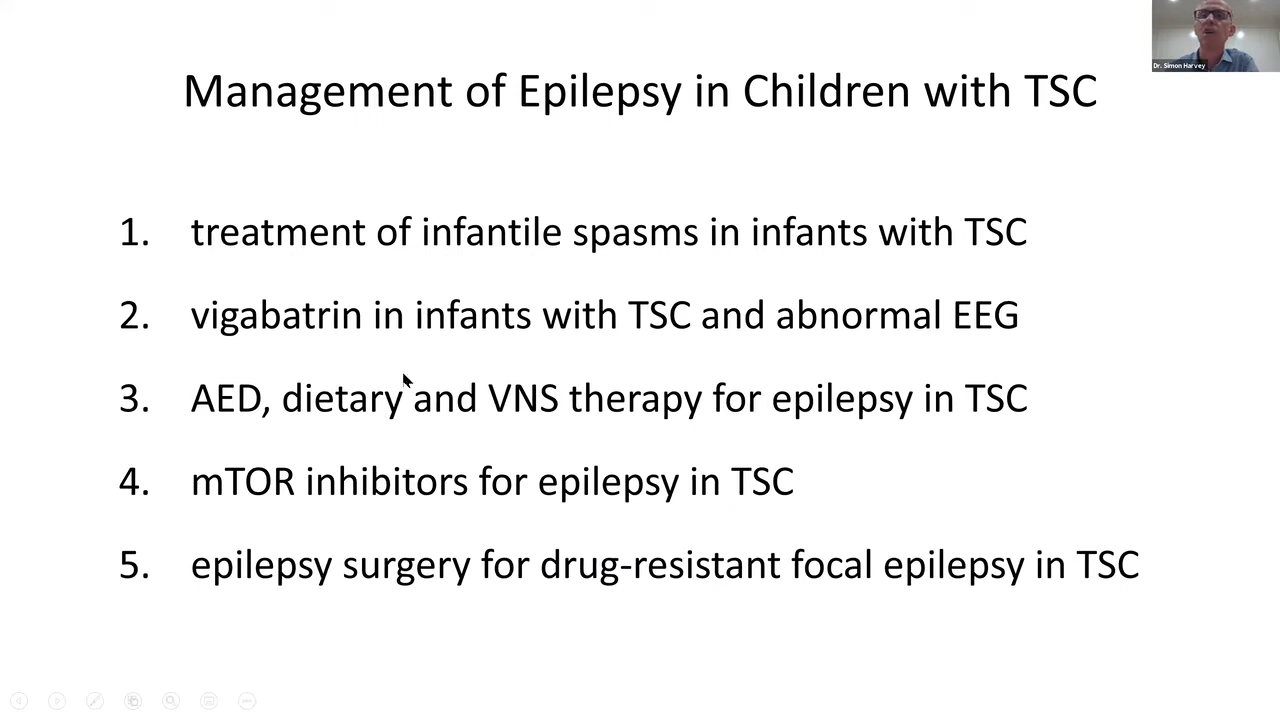 Dr. Simon Harvey
Management of Epilepsy in Children with TSC
1. treatment of infantile spasms in infants with TSC
2. vigabatrin in infants with TSC and abnormal EEG
3. AED, dietary and VNS therapy for epilepsy in TSC
4. mTOR inhibitors for epilepsy in TSC
5. epilepsy surgery for drug-resistant focal epilepsy in TSC